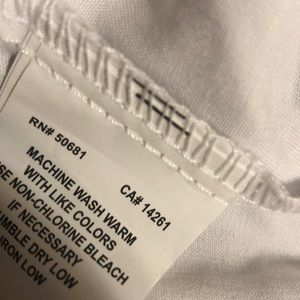 RN# 50681
CA# 14261
MACHINE WASH WARM
WITH LIKE COLORS
NON-CHLORINE BLEACH
IF NECESSARY
DRY LOW
IRON LOW